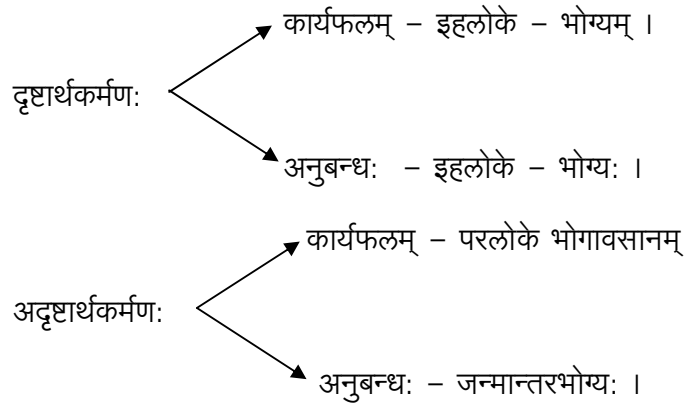 कार्यफलम् – इहलोके – भोग्यम् ।
दृष्टार्थकर्मण:
अनुबन्ध: – इहलोके – भोग्य: ।
कार्यफलम् – परलोके भोगावसानम्
अदृष्टार्थकर्मण:
अनुबन्ध: – जन्मान्तरभोग्य: ।